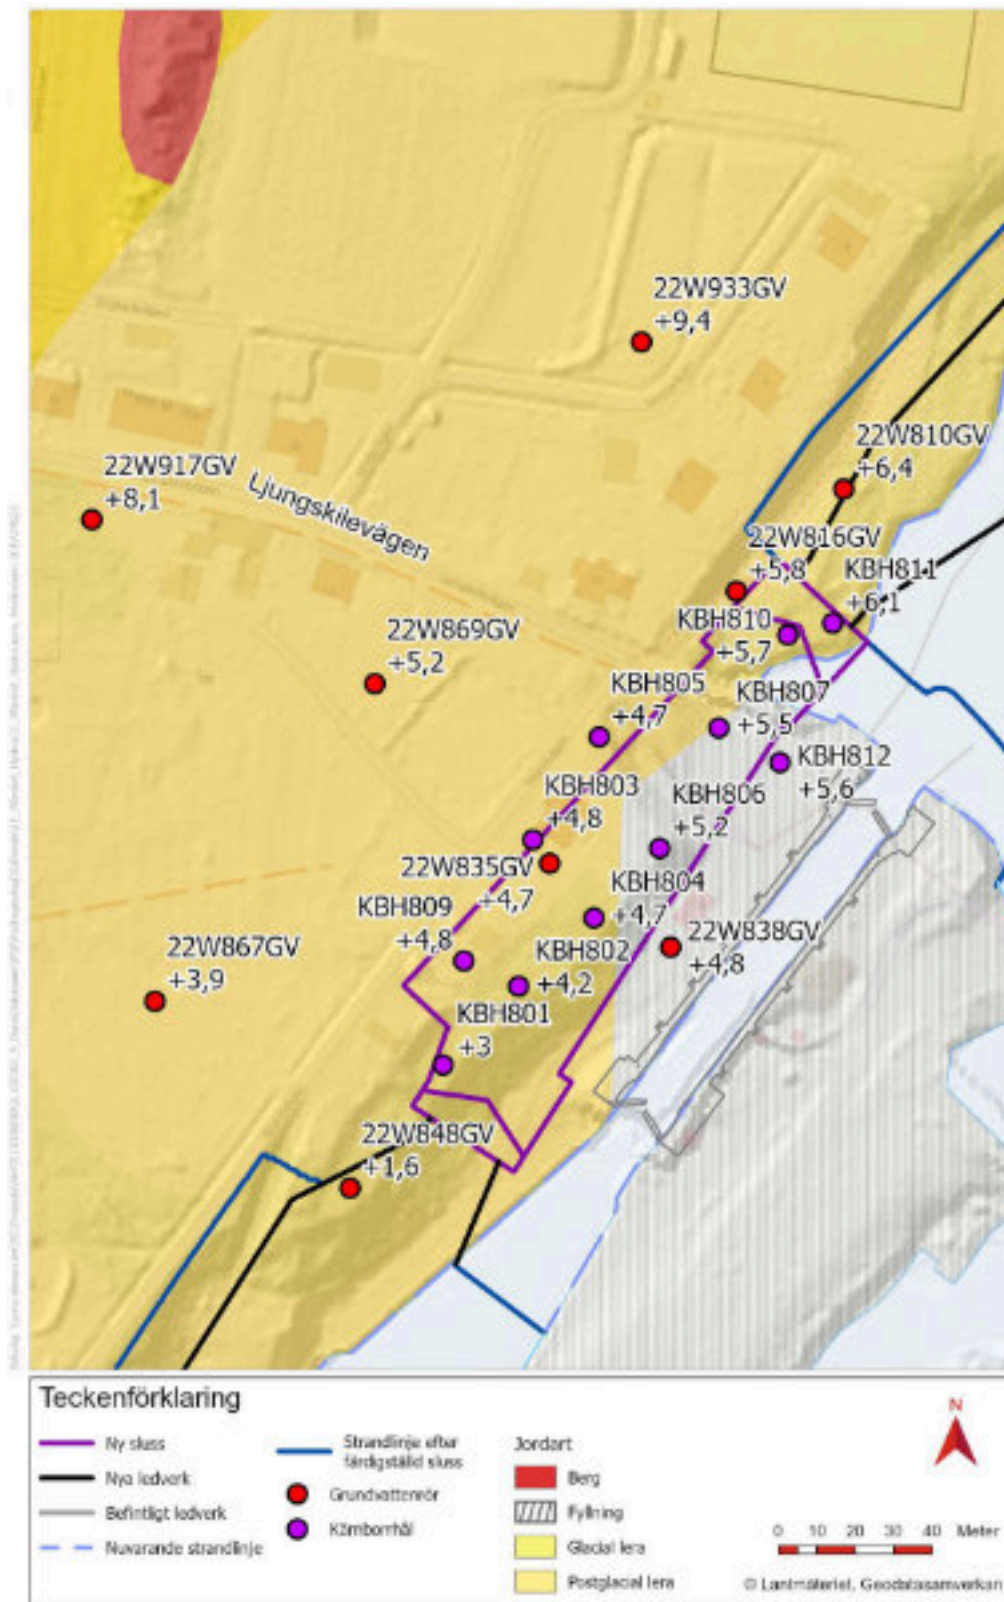 22W933GV
+9,4
22W810GV
+6,4
22W917GV
+8,1
Ljungskilevägen
22W816GV
+5,8
KBH811
+6,1
KBH810
+5,7
22W869GV
+5,2
KBH805
+4,7
KBH807
+5,5
KBH812
+5,6
KBH803
+4,8
KBH806
+5,2
22W835GV
+4,7
KBH804
+4,7
KBH809
+4,8
KBH802
+4,2
22W838GV
+4,8
22W867GV
+3,9
KBH801
+3
22W848GV
+1,6
Teckenförklaring
Ny sluss
Nya ledverk
Befintligt ledverk
Nuvarande strandlinje
Strandlinje efter
färdigställd sluss
Grundvattenrör
Kärnborrhål
Jordart
Berg
Fyllning
Glacial lera
Postglacial lera
N
0 10 20 30 40 Meter
© Lantmäteriet, Geodatasamverkan